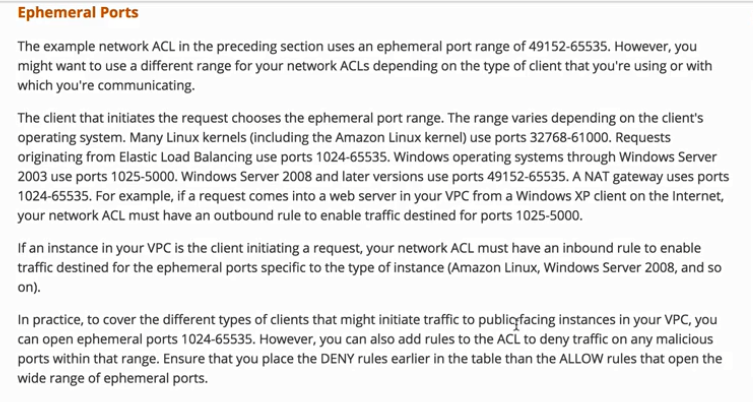 Ephemeral Ports
The example network ACL in the preceding section uses an ephemeral port range of 49152-65535. However, you
might want to use a different range for your network ACLs depending on the type of client that you're using or with
which you're communicating.
The client that initiates the request chooses the ephemeral port range. The range varies depending on the client's
operating system. Many Linux kernels (including the Amazon Linux kernel) use ports 32768-61000. Requests
originating from Elastic Load Balancing use ports 1024-65535. Windows operating systems through Windows Server
2003 use ports 1025-5000. Windows Server 2008 and later versions use ports 49152-65535. A NAT gateway uses ports
1024-65535. For example, if a request comes into a web server in your VPC from a Windows XP client on the Internet,
your network ACL must have an outbound rule to enable traffic destined for ports 1025-5000.
If an instance in your VPC is the client initiating a request, your network ACL must have an inbound rule to enable
traffic destined for the ephemeral ports specific to the type of instance (Amazon Linux, Windows Server 2008, and so
on).
In practice, to cover the different types of clients that might initiate traffic to public-facing instances in your VPC, you
can open ephemeral ports 1024-65535. However, you can also add rules to the ACL to deny traffic on any malicious
ports within that range. Ensure that you place the DENY rules earlier in the table than the ALLOW rules that open the
wide range of ephemeral ports.